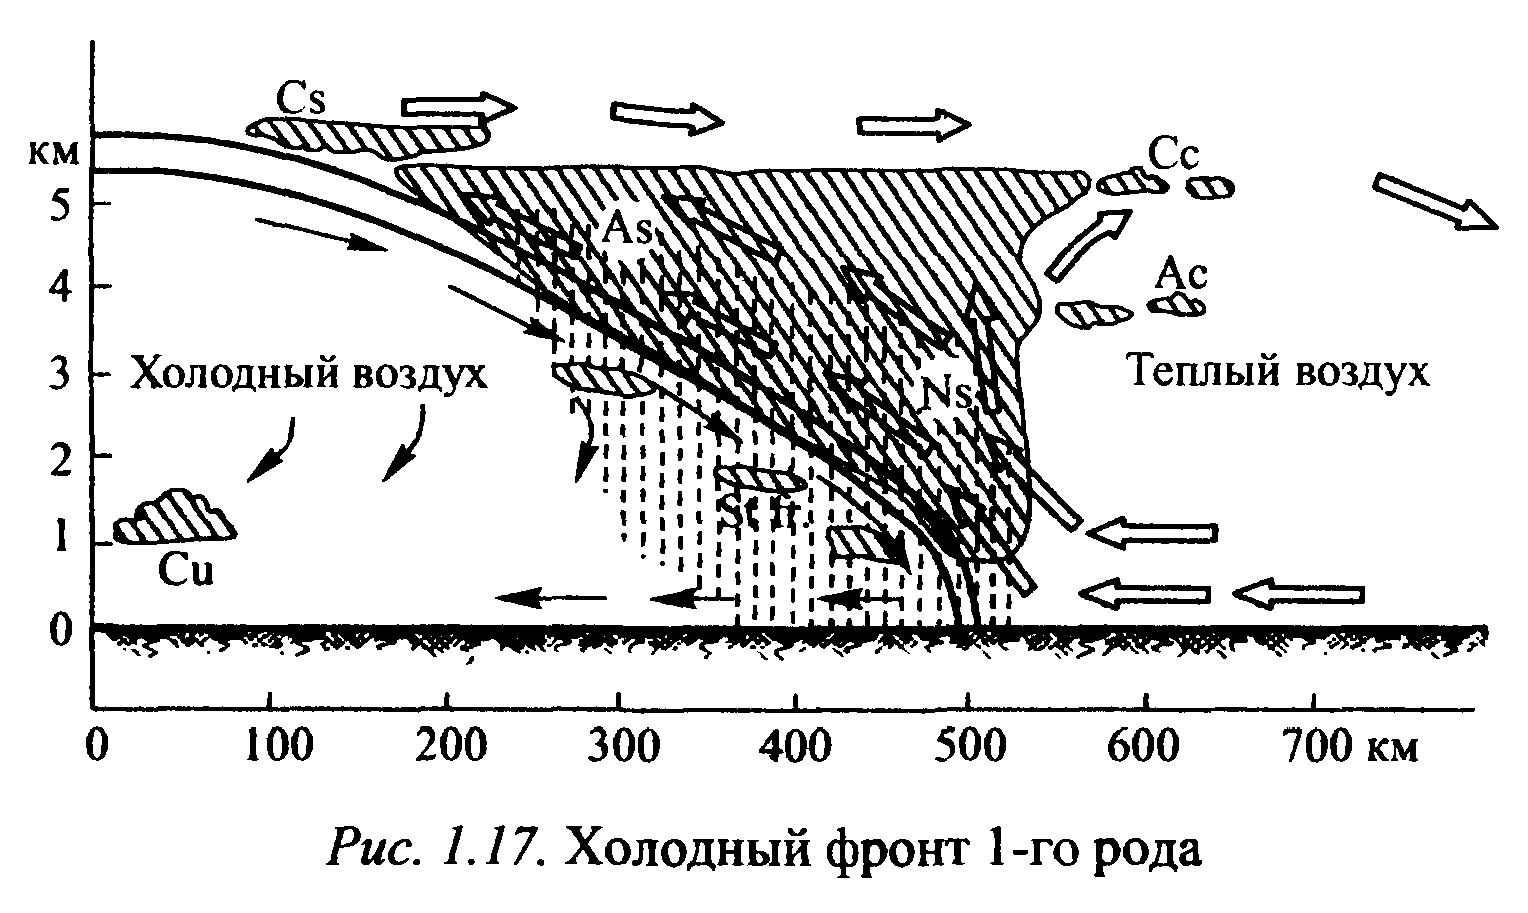 Cs
Cc
км
5
As
Ac
4
3
Холодный воздух
Теплый воздух
Ns
2
St fr.
1
Cu
0
0 100 200 300 400 500 600 700 км
Рис. 1.17. Холодный фронт 1-го рода